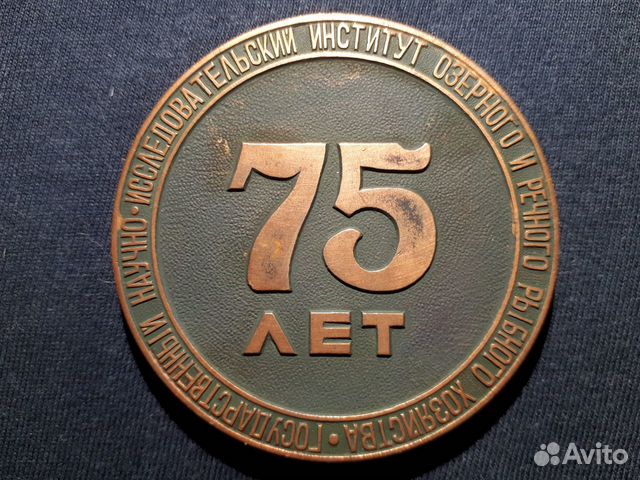 ГОСУДАРСТВЕННЫЙ НАУЧНО-ИССЛЕДОВАТЕЛЬСКИЙ ИНСТИТУТ ОЗЕРНОГО И РЕЧНОГО РЫБНОГО ХОЗЯЙСТВА •
75
ЛЕТ
Avito